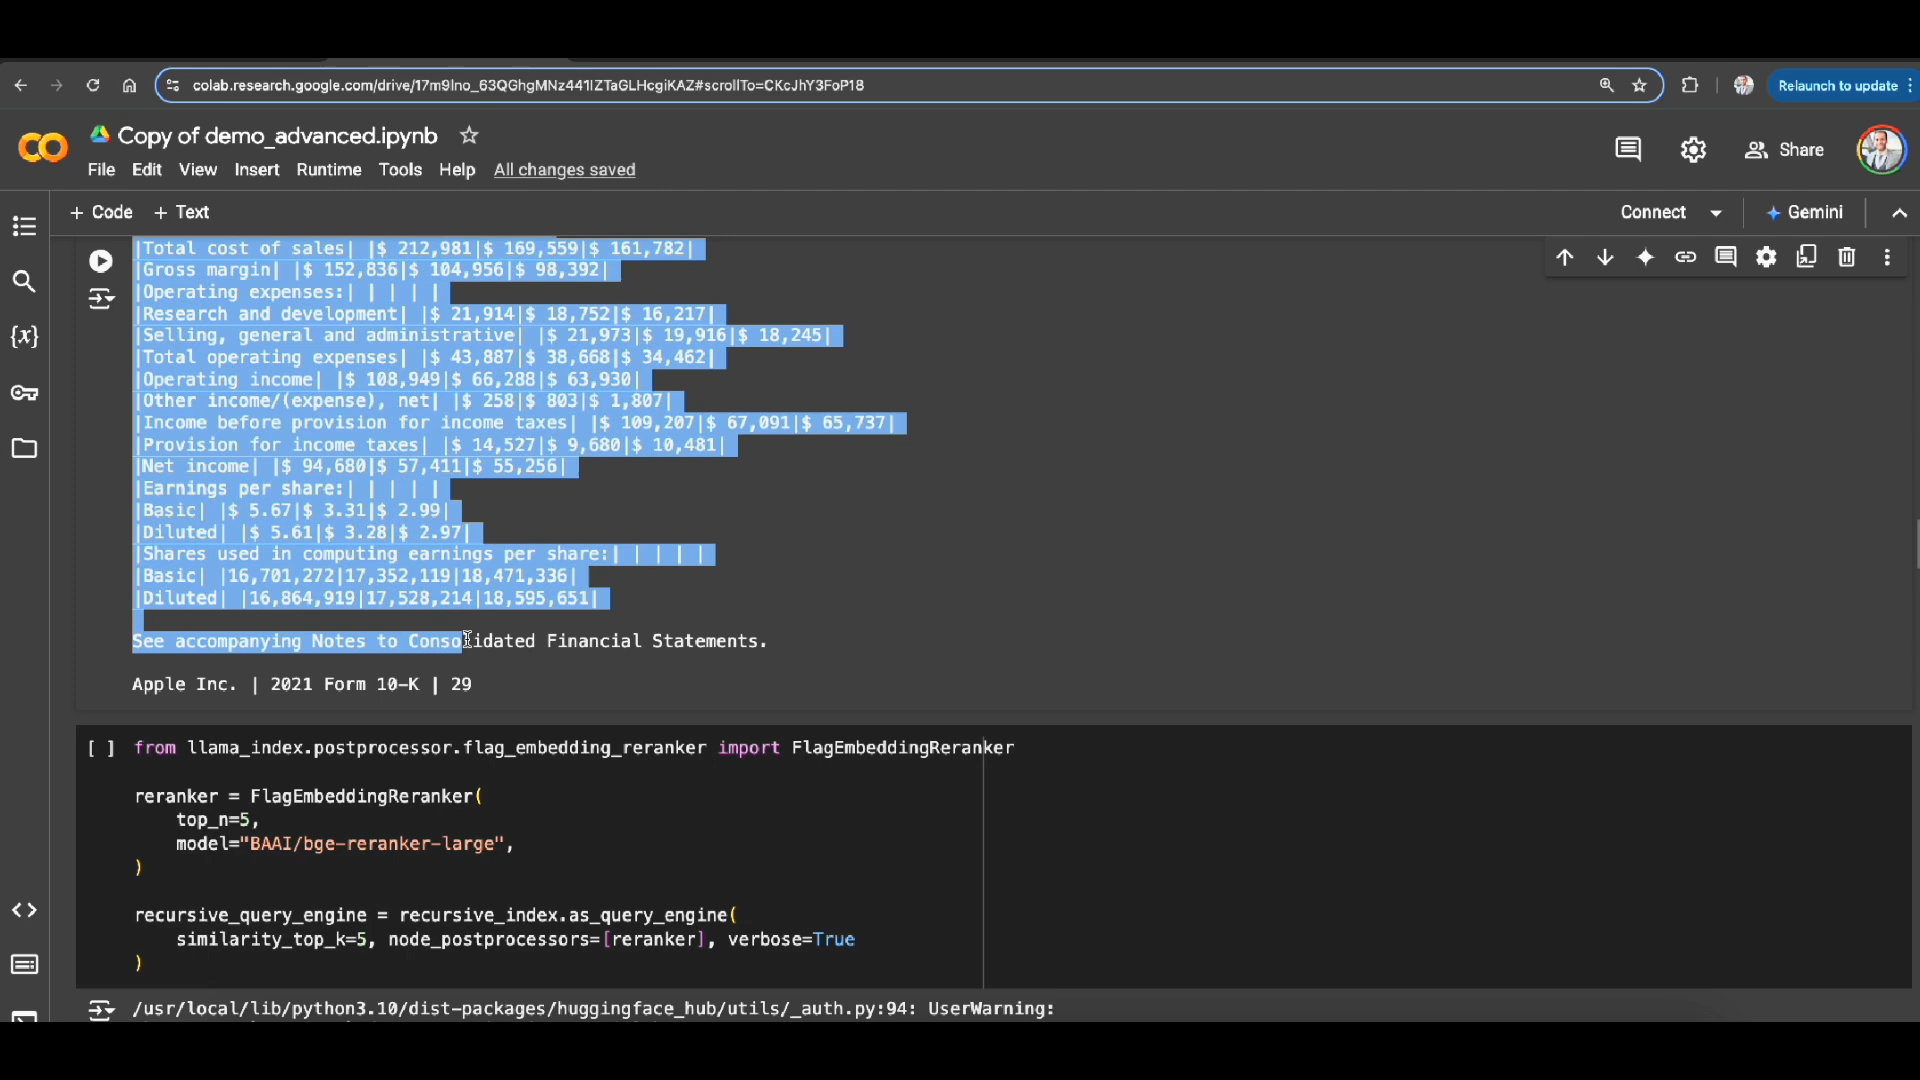 colab.research.google.com/drive/17m9lno_63QGhgMNz441lZTaGLHcgiKAZ#scrollTo=CKcJhY3FoP18
Relaunch to update
Copy of demo_advanced.ipynb
File Edit View Insert Runtime Tools Help All changes saved
Share
+ Code + Text
Connect
Gemini
|Total cost of sales| |$ 212,981|$ 169,559|$ 161,782|
|Gross margin| |$ 152,836|$ 104,956|$ 98,392|
|Operating expenses:| | | | |
|Research and development| |$ 21,914|$ 18,752|$ 16,217|
|Selling, general and administrative| |$ 21,973|$ 19,916|$ 18,245|
|Total operating expenses| |$ 43,887|$ 38,668|$ 34,462|
|Operating income| |$ 108,949|$ 66,288|$ 63,930|
|Other income/(expense), net| |$ 258|$ 803|$ 1,807|
|Income before provision for income taxes| |$ 109,207|$ 67,091|$ 65,737|
|Provision for income taxes| |$ 14,527|$ 9,680|$ 10,481|
|Net income| |$ 94,680|$ 57,411|$ 55,256|
|Earnings per share:| | | | |
|Basic| |$ 5.67|$ 3.31|$ 2.99|
|Diluted| |$ 5.61|$ 3.28|$ 2.97|
|Shares used in computing earnings per share:| | | | |
|Basic| |16,701,272|17,352,119|18,471,336|
|Diluted| |16,864,919|17,528,214|18,595,651|
See accompanying Notes to Consolidated Financial Statements.
Apple Inc. | 2021 Form 10-K | 29
[ ] from llama_index.postprocessor.flag_embedding_reranker import FlagEmbeddingReranker
reranker = FlagEmbeddingReranker(
top_n=5,
model="BAAI/bge-reranker-large",
)
recursive_query_engine = recursive_index.as_query_engine(
similarity_top_k=5, node_postprocessors=[reranker], verbose=True
)
/usr/local/lib/python3.10/dist-packages/huggingface_hub/utils/_auth.py:94: UserWarning: